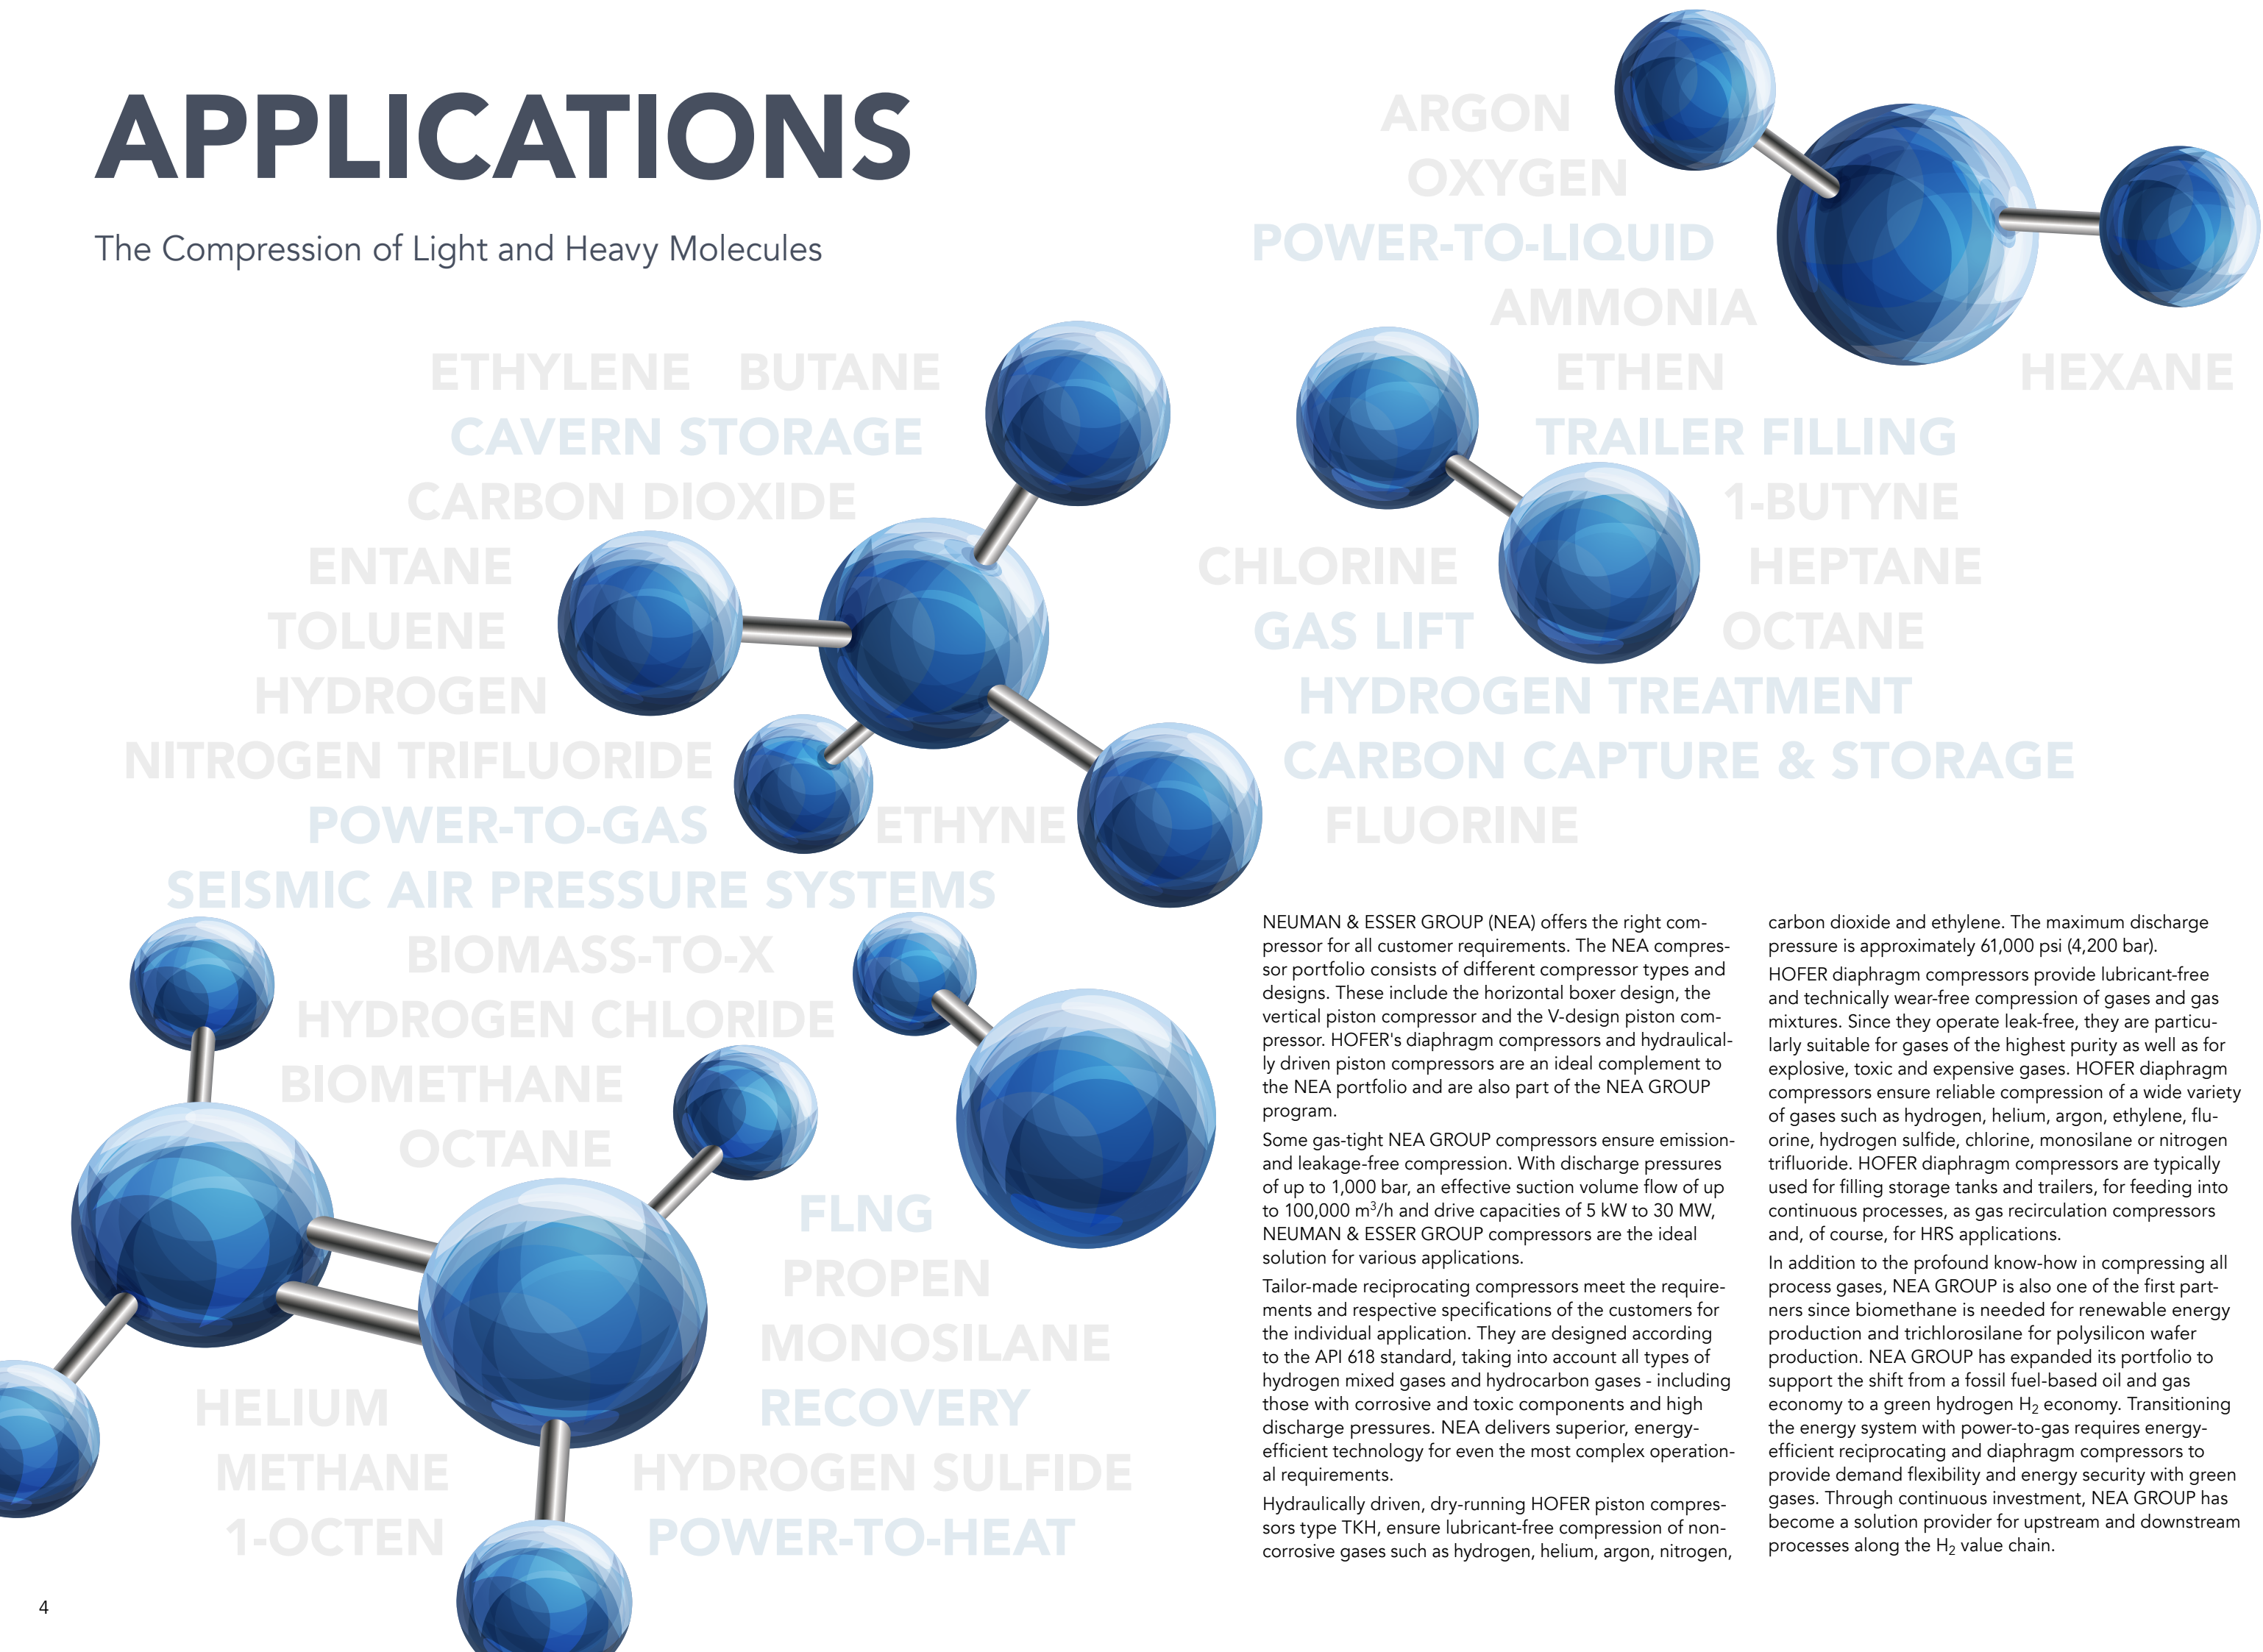 APPLICATIONS
The Compression of Light and Heavy Molecules
ETHYLENE BUTANE
CAVERN STORAGE
CARBON DIOXIDE
ENTANE
TOLUENE
HYDROGEN
NITROGEN TRIFLUORIDE
POWER-TO-GAS
ETHYNE
SEISMIC AIR PRESSURE SYSTEMS
BIOMASS-TO-X
HYDROGEN CHLORIDE
BIOMETHANE
OCTANE
FLNG
PROPEN
MONOSILANE
HELIUM
RECOVERY
METHANE
HYDROGEN SULFIDE
1-OCTEN
POWER-TO-HEAT
4
ARGON
OXYGEN
POWER-TO-LIQUID
AMMONIA
ETHEN
HEXANE
TRAILER FILLING
1-BUTYNE
CHLORINE
HEPTANE
GAS LIFT
OCTANE
HYDROGEN TREATMENT
CARBON CAPTURE & STORAGE
FLUORINE
NEUMAN & ESSER GROUP (NEA) offers the right com-
pressor for all customer requirements. The NEA compres-
sor portfolio consists of different compressor types and
designs. These include the horizontal boxer design, the
vertical piston compressor and the V-design piston com-
pressor. HOFER's diaphragm compressors and hydraulical-
ly driven piston compressors are an ideal complement to
the NEA portfolio and are also part of the NEA GROUP
program.
Some gas-tight NEA GROUP compressors ensure emission-
and leakage-free compression. With discharge pressures
of up to 1,000 bar, an effective suction volume flow of up
to 100,000 m³/h and drive capacities of 5 kW to 30 MW,
NEUMAN & ESSER GROUP compressors are the ideal
solution for various applications.
Tailor-made reciprocating compressors meet the require-
ments and respective specifications of the customers for
the individual application. They are designed according
to the API 618 standard, taking into account all types of
hydrogen mixed gases and hydrocarbon gases - including
those with corrosive and toxic components and high
discharge pressures. NEA delivers superior, energy-
efficient technology for even the most complex operation-
al requirements.
Hydraulically driven, dry-running HOFER piston compres-
sors type TKH, ensure lubricant-free compression of non-
corrosive gases such as hydrogen, helium, argon, nitrogen,
carbon dioxide and ethylene. The maximum discharge
pressure is approximately 61,000 psi (4,200 bar).
HOFER diaphragm compressors provide lubricant-free
and technically wear-free compression of gases and gas
mixtures. Since they operate leak-free, they are particu-
larly suitable for gases of the highest purity as well as for
explosive, toxic and expensive gases. HOFER diaphragm
compressors ensure reliable compression of a wide variety
of gases such as hydrogen, helium, argon, ethylene, flu-
orine, hydrogen sulfide, chlorine, monosilane or nitrogen
trifluoride. HOFER diaphragm compressors are typically
used for filling storage tanks and trailers, for feeding into
continuous processes, as gas recirculation compressors
and, of course, for HRS applications.
In addition to the profound know-how in compressing all
process gases, NEA GROUP is also one of the first part-
ners since biomethane is needed for renewable energy
production and trichlorosilane for polysilicon wafer
production. NEA GROUP has expanded its portfolio to
support the shift from a fossil fuel-based oil and gas
economy to a green hydrogen H₂ economy. Transitioning
the energy system with power-to-gas requires energy-
efficient reciprocating and diaphragm compressors to
provide demand flexibility and energy security with green
gases. Through continuous investment, NEA GROUP has
become a solution provider for upstream and downstream
processes along the H₂ value chain.